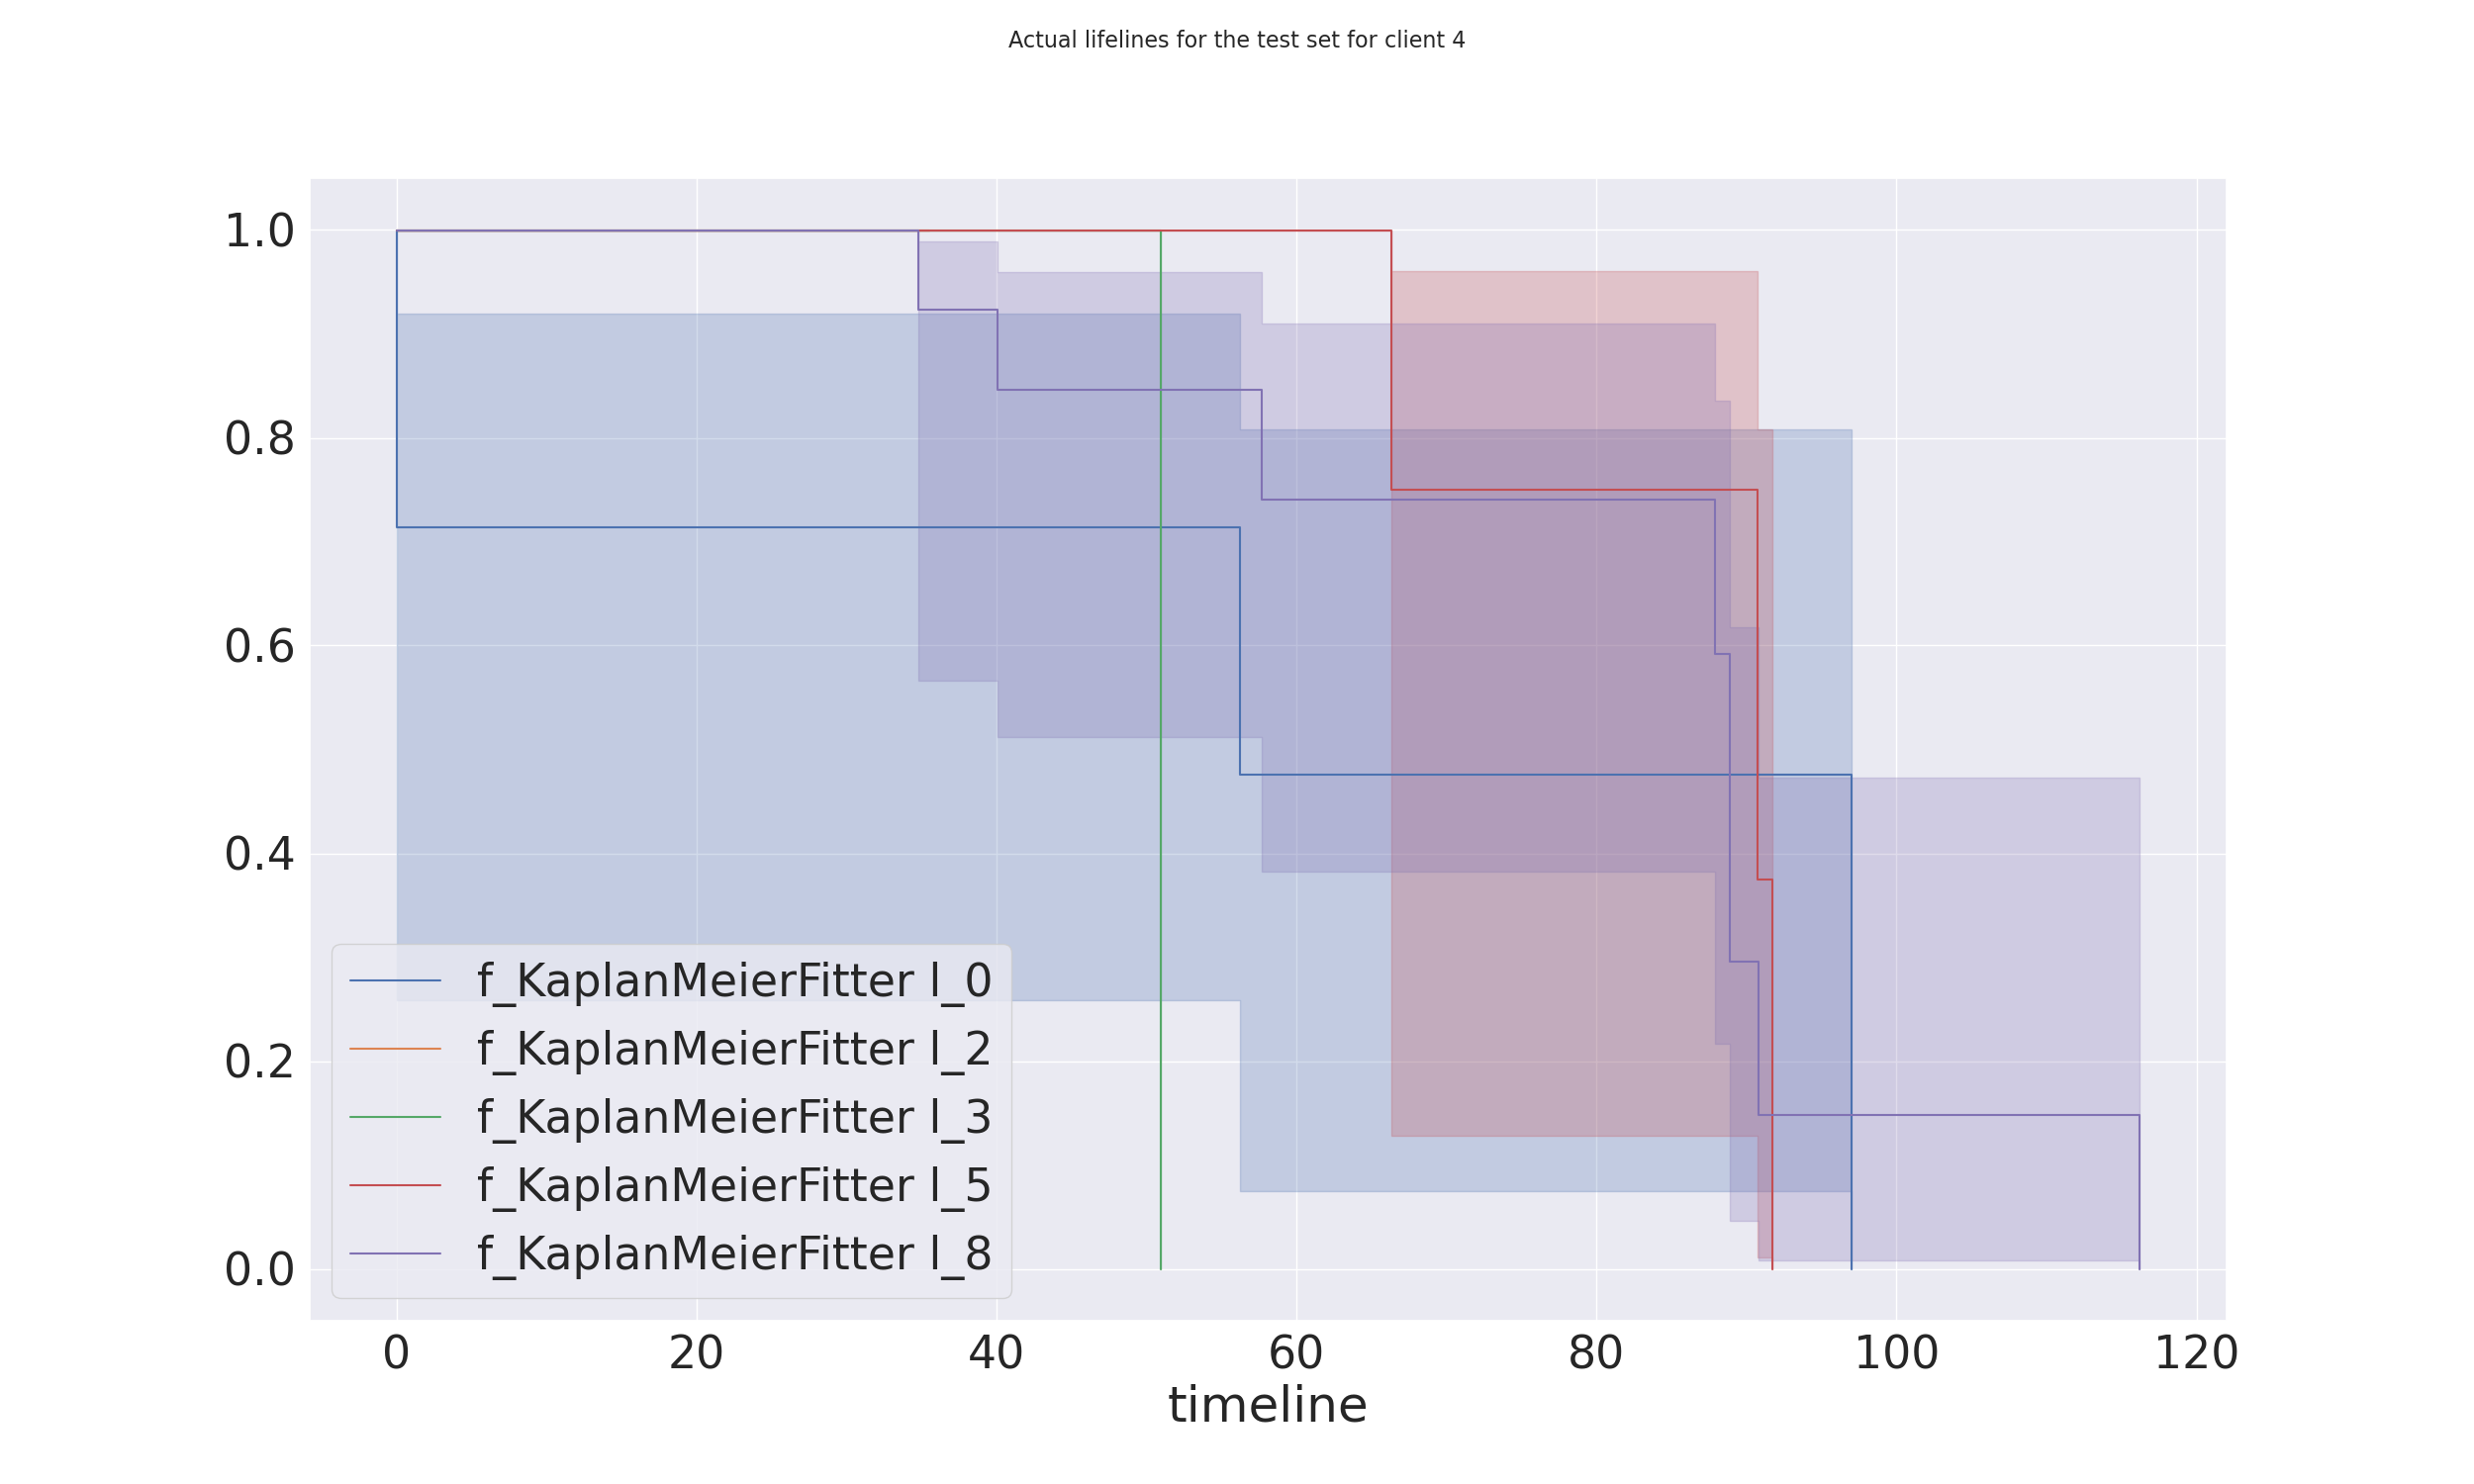 Actual lifelines for the test set for client 4
1.0
0.8
0.6
0.4
0.2
0.0
f_KaplanMeierFitter l_0
f_KaplanMeierFitter l_2
f_KaplanMeierFitter l_3
f_KaplanMeierFitter l_5
f_KaplanMeierFitter l_8
0 20 40 60 80 100 120
timeline